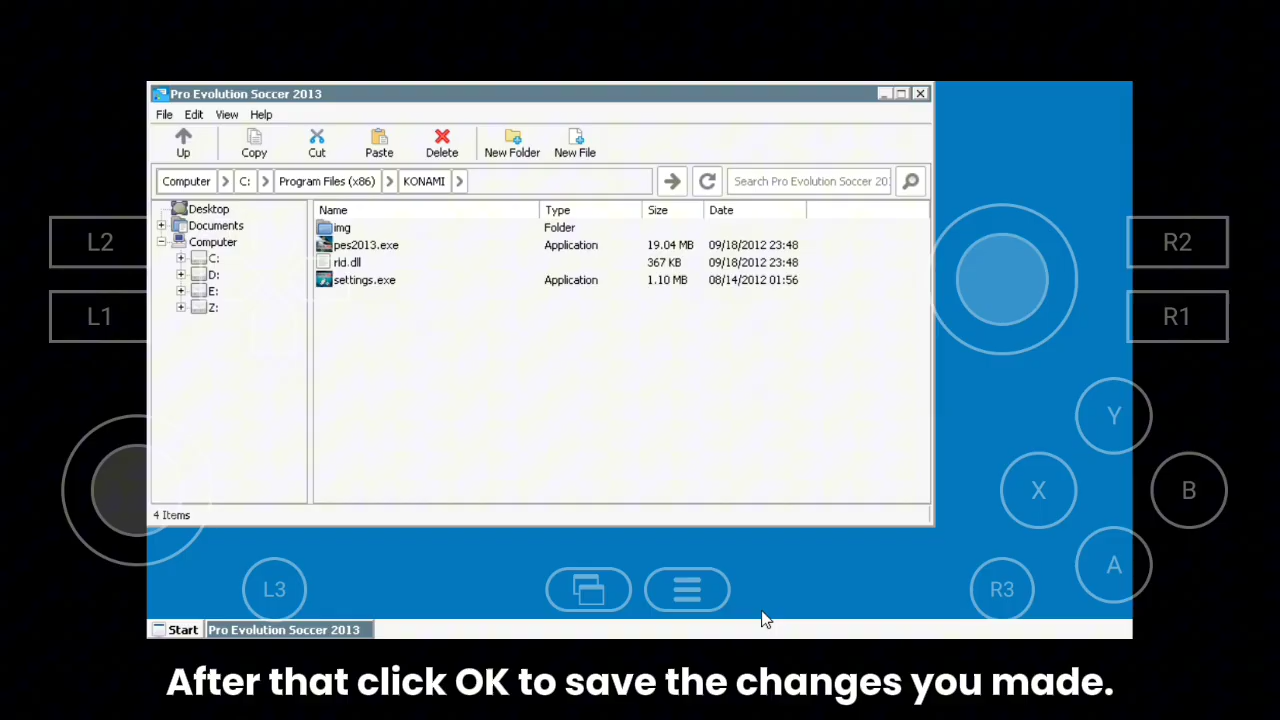 Pro Evolution Soccer 2013
File Edit View Help
Up Copy Cut Paste Delete New Folder New File
Computer C: Program Files (x86) KONAMI Search Pro Evolution Soccer 20
Desktop
Documents
Computer
C:
D:
E:
Z:
Name Type Size Date
img Folder
pes2013.exe Application 19.04 MB 09/18/2012 23:48
rld.dll 367 KB 09/18/2012 23:48
settings.exe Application 1.10 MB 08/14/2012 01:56
4 Items
L2
L1
R2
R1
Y
X
B
A
L3
R3
Start Pro Evolution Soccer 2013
After that click OK to save the changes you made.